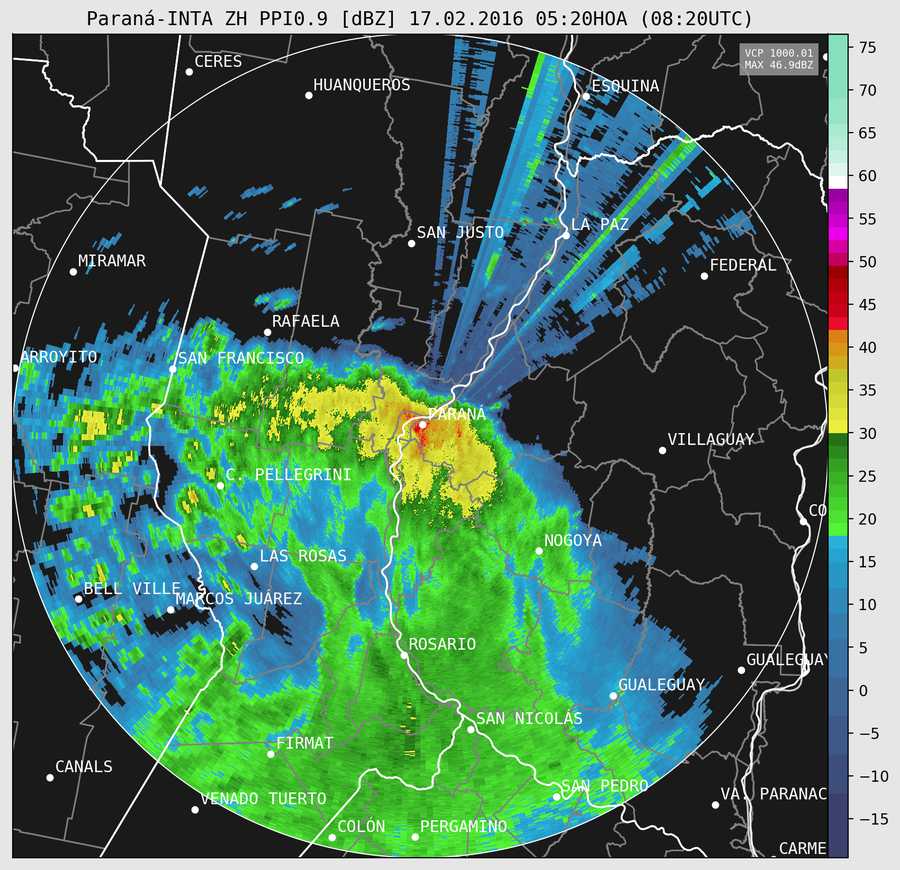 Paraná-INTA ZH PPI0.9 [dBZ] 17.02.2016 05:20HOA (08:20UTC)
VCP 1000.01
MAX 46.9dBZ
CERES
HUANQUEROS
ESQUINA
SAN JUSTO
LA PAZ
MIRAMAR
FEDERAL
RAFAELA
ARROYITO
SAN FRANCISCO
PARANÁ
VILLAGUAY
C. PELLEGRINI
CO
NOGOYA
LAS ROSAS
BELL VILLE
MARCOS JUÁREZ
ROSARIO
GUALEGUAY
GUALEGUAY
SAN NICOLÁS
FIRMAT
CANALS
SAN PEDRO
VENADO TUERTO
VA. PARANAC
COLÓN
PERGAMINO
CARME
75
70
65
60
55
50
45
40
35
30
25
20
15
10
5
0
−5
−10
−15